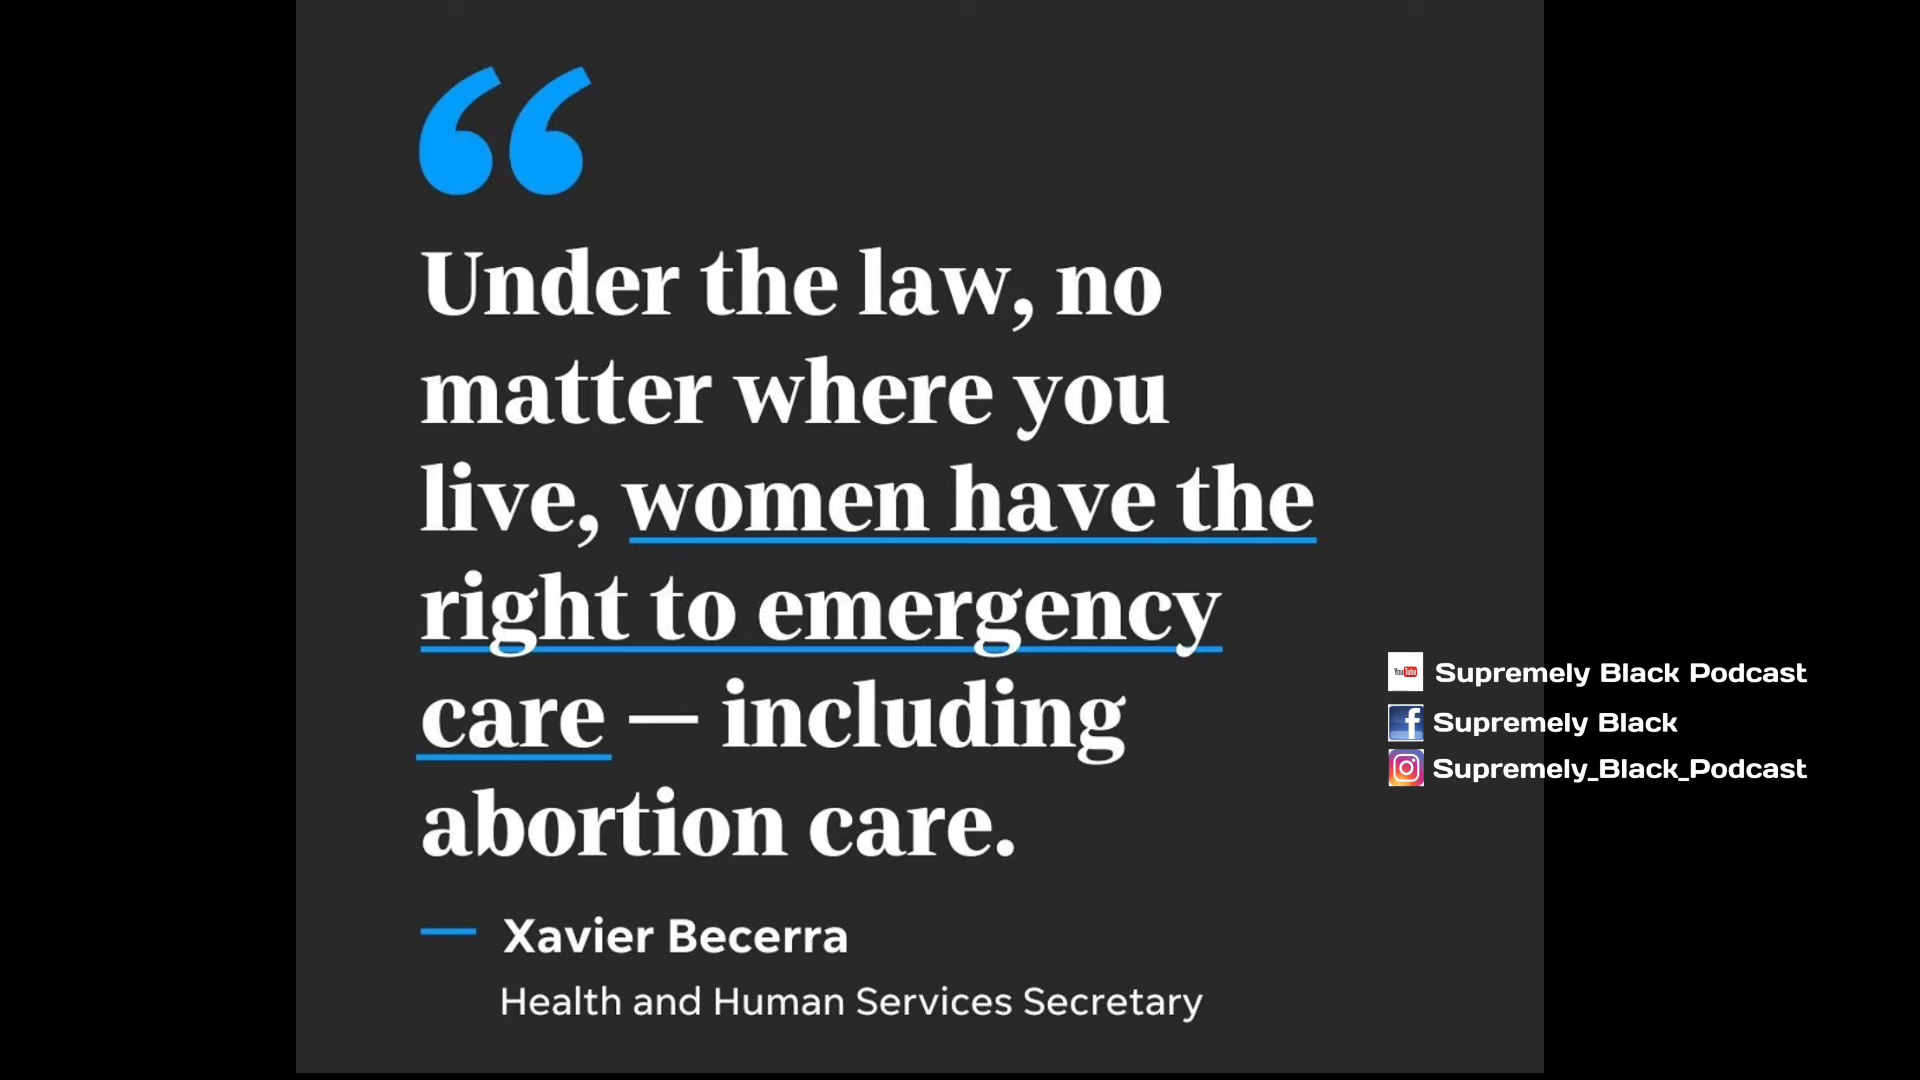 “
Under the law, no
matter where you
live, women have the
right to emergency
care — including
abortion care.
— Xavier Becerra
Health and Human Services Secretary
YouTube Supremely Black Podcast
f Supremely Black
Supremely_Black_Podcast